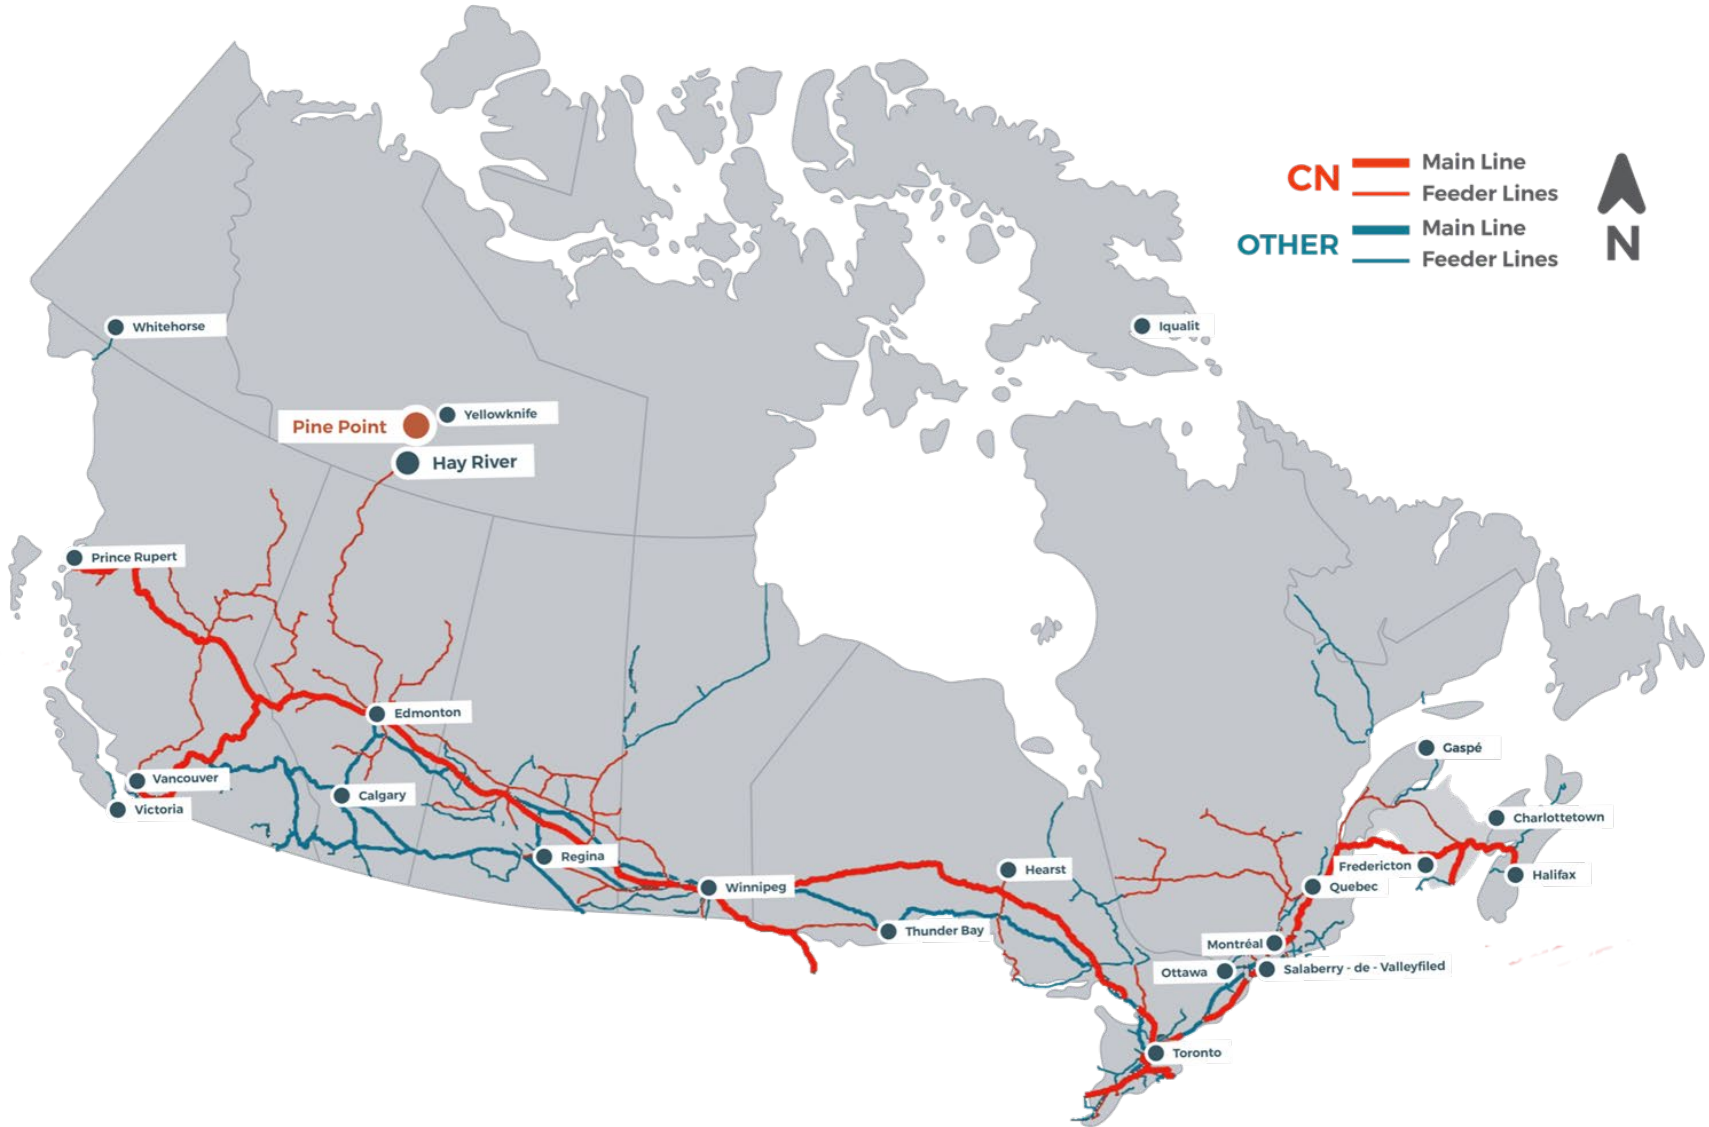 CN
Main Line
Feeder Lines
OTHER
Main Line
Feeder Lines
N
Whitehorse
Iqualit
Yellowknife
Pine Point
Hay River
Prince Rupert
Edmonton
Gaspé
Vancouver
Calgary
Victoria
Charlottetown
Regina
Fredericton
Hearst
Halifax
Winnipeg
Quebec
Thunder Bay
Montréal
Ottawa
Salaberry - de - Valleyfiled
Toronto